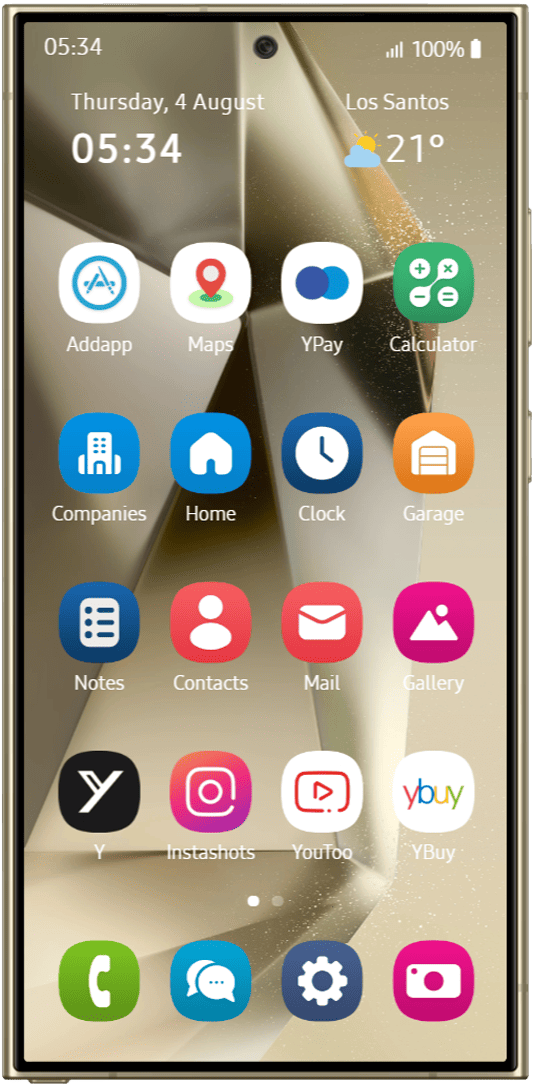 05:34 100%
Thursday, 4 August Los Santos
05:34 21°
Addapp Maps YPay Calculator
Companies Home Clock Garage
Notes Contacts Mail Gallery
ybuy
Y Instashots YouToo YBuy